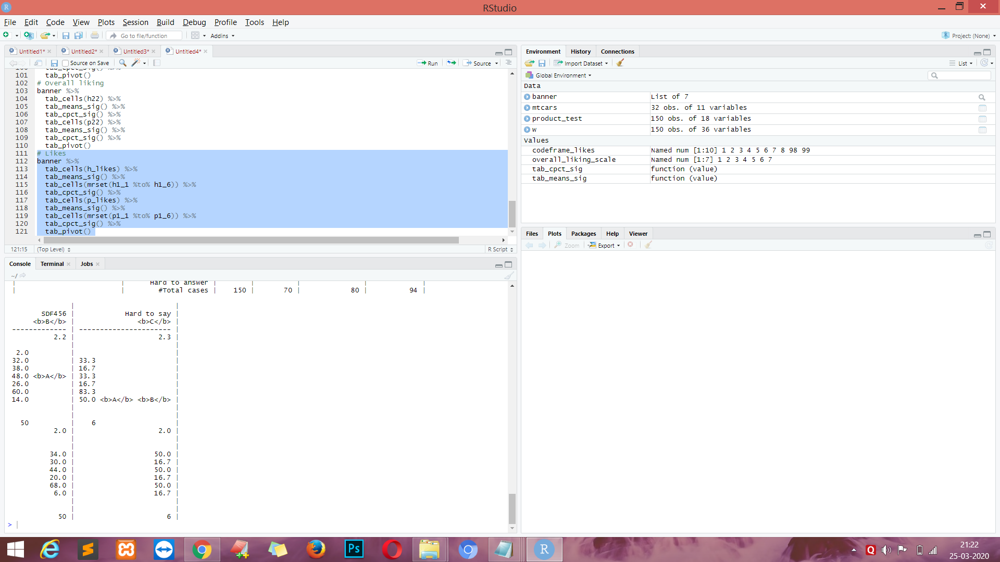 RStudio
File Edit Code View Plots Session Build Debug Profile Tools Help
Go to file/function Addins Project: (None)
Untitled1* Untitled2* Untitled3* Untitled4*
Source on Save Run Source
101 tab_pivot()
102 # Overall liking
103 banner %>%
104 tab_cells(h22) %>%
105 tab_means_sig() %>%
106 tab_cpct_sig() %>%
107 tab_cells(p22) %>%
108 tab_means_sig() %>%
109 tab_cpct_sig() %>%
110 tab_pivot()
111 # Likes
112 banner %>%
113 tab_cells(h_likes) %>%
114 tab_means_sig() %>%
115 tab_cells(mrset(h1_1 %to% h1_6)) %>%
116 tab_cpct_sig() %>%
117 tab_cells(p_likes) %>%
118 tab_means_sig() %>%
119 tab_cells(mrset(p1_1 %to% p1_6)) %>%
120 tab_cpct_sig() %>%
121 tab_pivot()
121:15 (Top Level) R Script
Console Terminal Jobs
~/
| | Hard to answer | | | | |
| | #Total cases | 150 | 70 | 80 | 94 |
| |
SDF456 | Hard to say |
<b>B</b> | <b>C</b> |
------------- | ---------------------- |
2.2 | 2.3 |
| |
2.0 | |
32.0 | 33.3 |
38.0 | 16.7 |
48.0 <b>A</b> | 33.3 |
26.0 | 16.7 |
60.0 | 83.3 |
14.0 | 50.0 <b>A</b> <b>B</b> |
| |
| |
50 | 6 |
2.0 | 2.0 |
| |
| |
34.0 | 50.0 |
30.0 | 16.7 |
44.0 | 50.0 |
20.0 | 16.7 |
68.0 | 50.0 |
6.0 | 16.7 |
| |
| |
50 | 6 |
>
Environment History Connections
Import Dataset List
Global Environment
Data
banner List of 7
mtcars 32 obs. of 11 variables
product_test 150 obs. of 18 variables
w 150 obs. of 36 variables
Values
codeframe_likes Named num [1:10] 1 2 3 4 5 6 7 8 98 99
overall_liking_scale Named num [1:7] 1 2 3 4 5 6 7
tab_cpct_sig function (value)
tab_means_sig function (value)
Files Plots Packages Help Viewer
Zoom Export
Ps
R
Q
21:22
25-03-2020